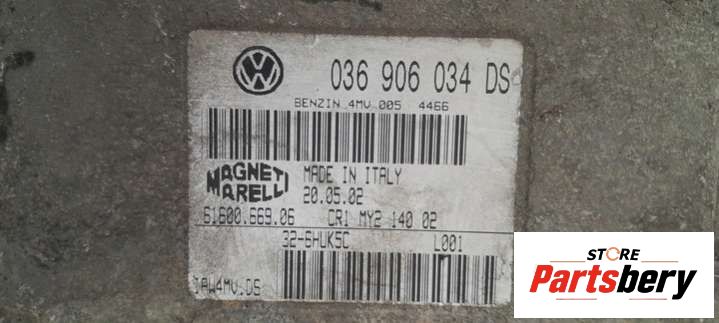 036 906 034 DS
BENZIN 4MV 005 4466
MAGNETI
MARELLI
MADE IN ITALY
20.05.02
61600.669.06 CR1 MY2 140 02
32-6HUK5C L001
IAW4MV.DS
STORE
Partsbery